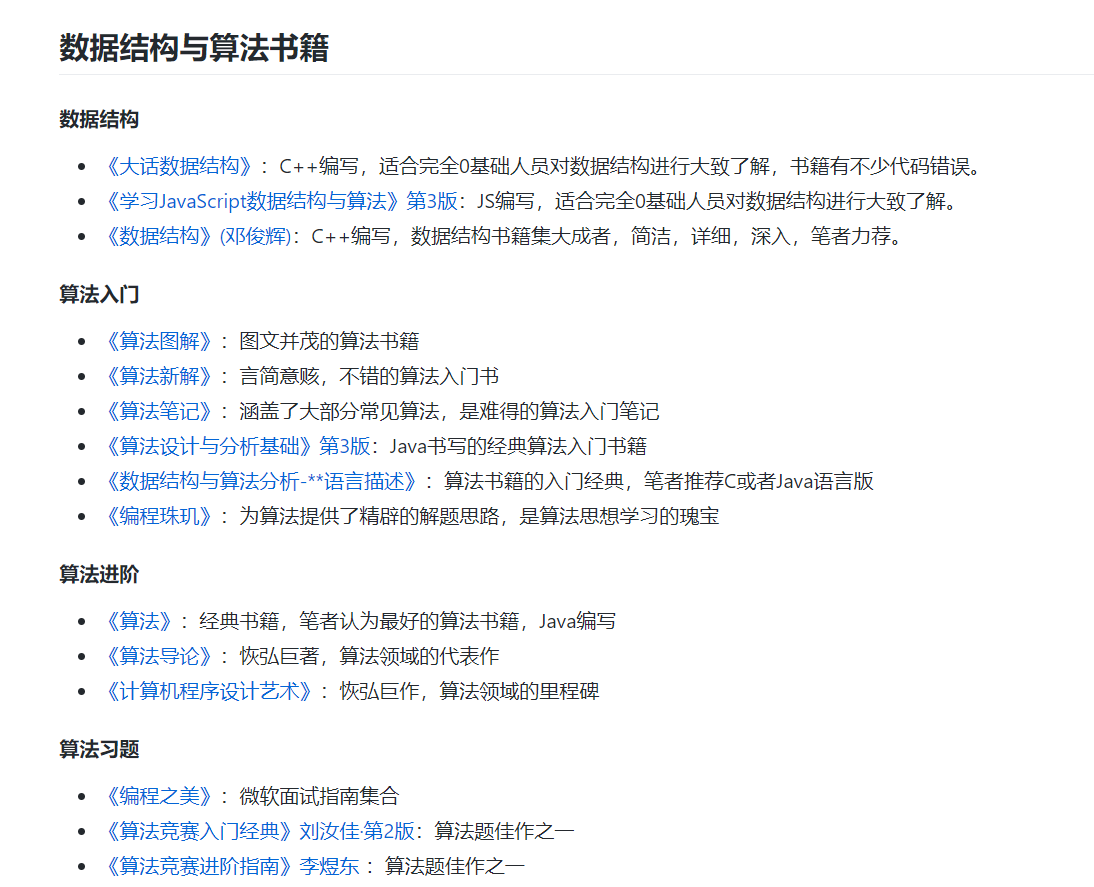 数据结构与算法书籍
数据结构
《大话数据结构》：C++编写，适合完全0基础人员对数据结构进行大致了解，书籍有不少代码错误。
《学习JavaScript数据结构与算法》第3版：JS编写，适合完全0基础人员对数据结构进行大致了解。
《数据结构》(邓俊辉)：C++编写，数据结构书籍集大成者，简洁，详细，深入，笔者力荐。
算法入门
《算法图解》：图文并茂的算法书籍
《算法新解》：言简意赅，不错的算法入门书
《算法笔记》：涵盖了大部分常见算法，是难得的算法入门笔记
《算法设计与分析基础》第3版：Java书写的经典算法入门书籍
《数据结构与算法分析-**语言描述》：算法书籍的入门经典，笔者推荐C或者Java语言版
《编程珠玑》：为算法提供了精辟的解题思路，是算法思想学习的瑰宝
算法进阶
《算法》：经典书籍，笔者认为最好的算法书籍，Java编写
《算法导论》：恢弘巨著，算法领域的代表作
《计算机程序设计艺术》：恢弘巨作，算法领域的里程碑
算法习题
《编程之美》：微软面试指南集合
《算法竞赛入门经典》刘汝佳·第2版：算法题佳作之一
《算法竞赛进阶指南》李煜东 ：算法题佳作之一